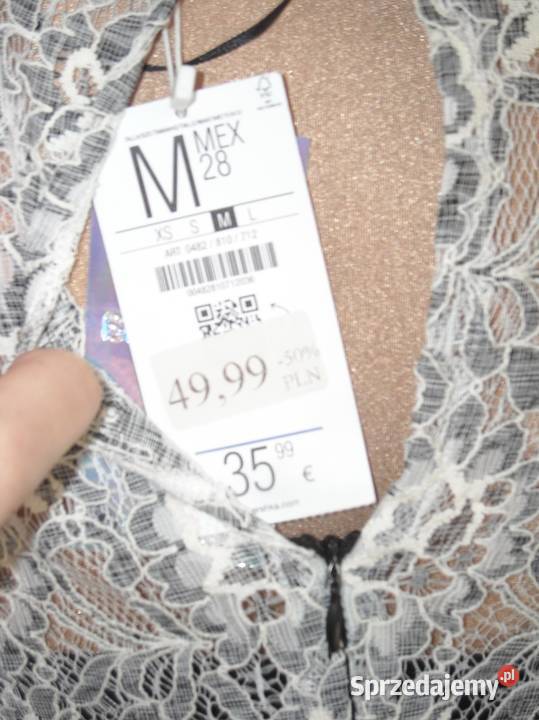 M MEX
28
XS S M L
ART. 0482 / 810 / 712
49,99 -50%
PLN
35 99 €
Sprzedajemy.pl